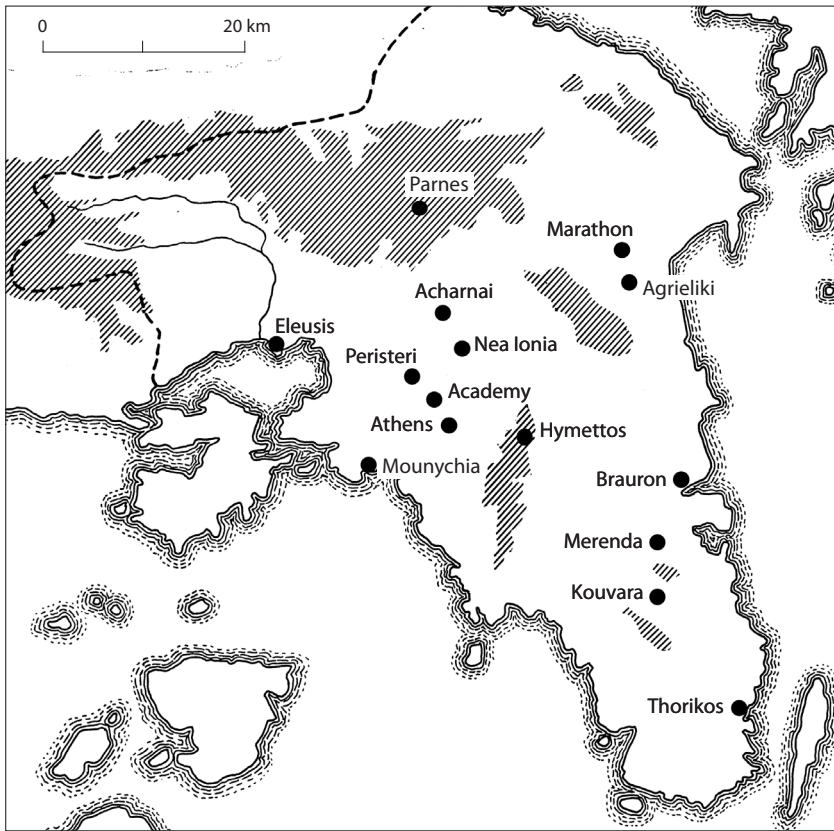 0 20 km
Parnes
Marathon
Agrieliki
Acharnai
Eleusis
Nea Ionia
Peristeri
Academy
Athens
Hymettos
Mounychia
Brauron
Merenda
Kouvara
Thorikos